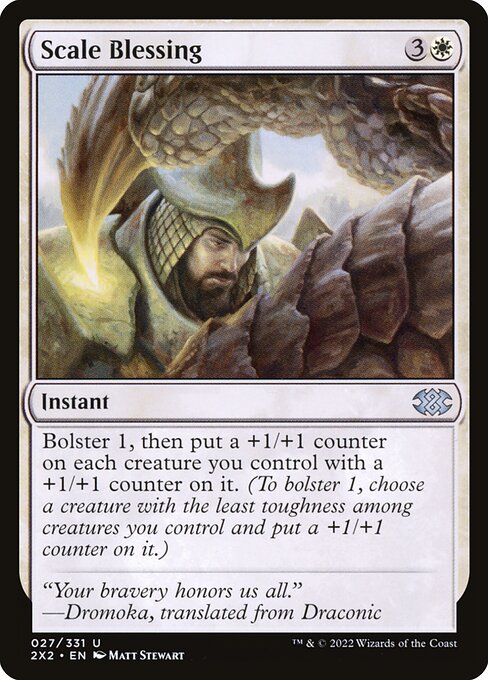 Scale Blessing 3
Instant
Bolster 1, then put a +1/+1 counter
on each creature you control with a
+1/+1 counter on it. (To bolster 1, choose
a creature with the least toughness among
creatures you control and put a +1/+1
counter on it.)
“Your bravery honors us all.”
—Dromoka, translated from Draconic
027/331 U
2X2 • EN Matt Stewart
™ & © 2022 Wizards of the Coast